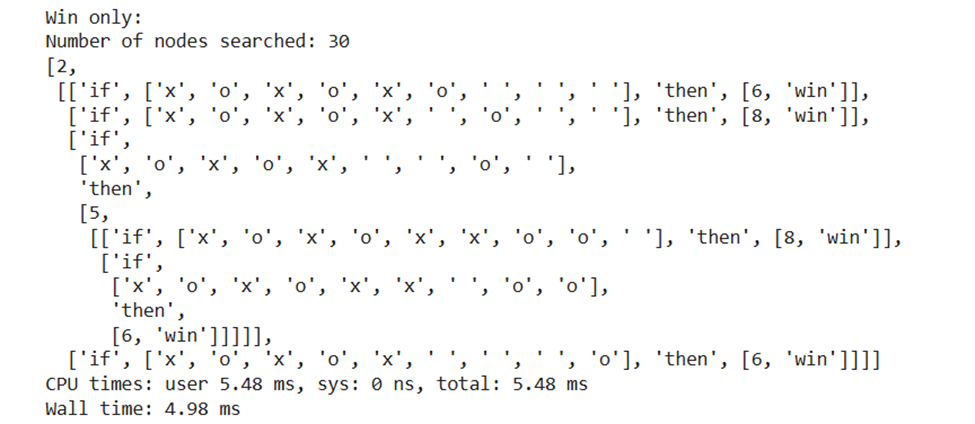 Win only:
Number of nodes searched: 30
[2,
 [['if', ['x', 'o', 'x', 'o', 'x', 'o', ' ', ' ', ' '], 'then', [6, 'win']],
  ['if', ['x', 'o', 'x', 'o', 'x', ' ', 'o', ' ', ' '], 'then', [8, 'win']],
  ['if',
   ['x', 'o', 'x', 'o', 'x', ' ', ' ', 'o', ' '],
   'then',
   [5,
    [['if', ['x', 'o', 'x', 'o', 'x', 'x', 'o', 'o', ' '], 'then', [8, 'win']],
     ['if',
      ['x', 'o', 'x', 'o', 'x', 'x', ' ', 'o', 'o'],
      'then',
      [6, 'win']]]]],
  ['if', ['x', 'o', 'x', 'o', 'x', ' ', ' ', ' ', 'o'], 'then', [6, 'win']]]]
CPU times: user 5.48 ms, sys: 0 ns, total: 5.48 ms
Wall time: 4.98 ms